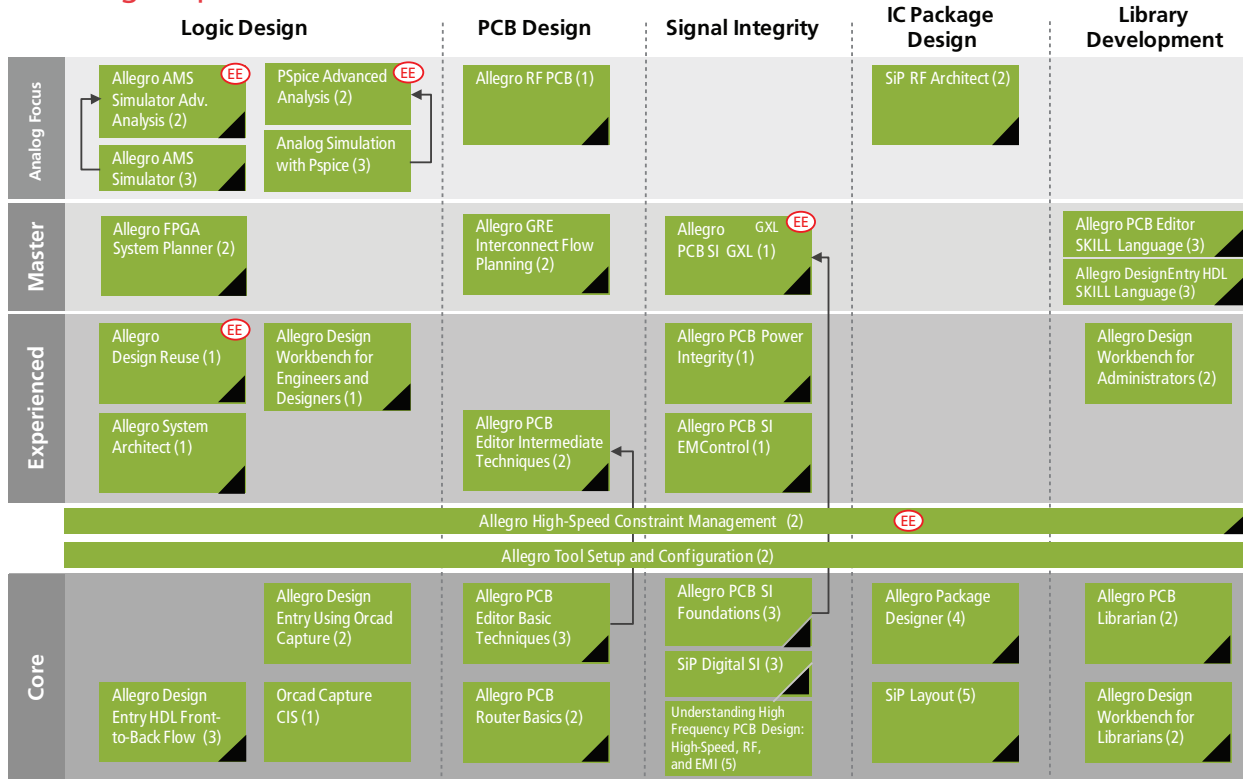 Logic Design
PCB Design
Signal Integrity
IC Package
Design
Library
Development
Analog Focus
Allegro AMS
Simulator Adv.
Analysis (2)
EE
PSpice Advanced
Analysis (2)
EE
Allegro RF PCB (1)
SiP RF Architect (2)
Allegro AMS
Simulator (3)
Analog Simulation
with Pspice (3)
Master
Allegro FPGA
System Planner (2)
Allegro GRE
Interconnect Flow
Planning (2)
Allegro GXL
PCB SI GXL (1)
EE
Allegro PCB Editor
SKILL Language (3)
Allegro DesignEntry HDL
SKILL Language (3)
Experienced
Allegro
Design Reuse (1)
EE
Allegro Design
Workbench for
Engineers and
Designers (1)
Allegro PCB Power
Integrity (1)
Allegro Design
Workbench for
Administrators (2)
Allegro System
Architect (1)
Allegro PCB
Editor Intermediate
Techniques (2)
Allegro PCB SI
EMControl (1)
Allegro High-Speed Constraint Management (2)
EE
Allegro Tool Setup and Configuration (2)
Core
Allegro Design
Entry Using Orcad
Capture (2)
Allegro PCB
Editor Basic
Techniques (3)
Allegro PCB SI
Foundations (3)
Allegro Package
Designer (4)
Allegro PCB
Librarian (2)
SiP Digital SI (3)
Allegro Design
Entry HDL Front-
to-Back Flow (3)
Orcad Capture
CIS (1)
Allegro PCB
Router Basics (2)
Understanding High
Frequency PCB Design:
High-Speed, RF,
and EMI (5)
SiP Layout (5)
Allegro Design
Workbench for
Librarians (2)